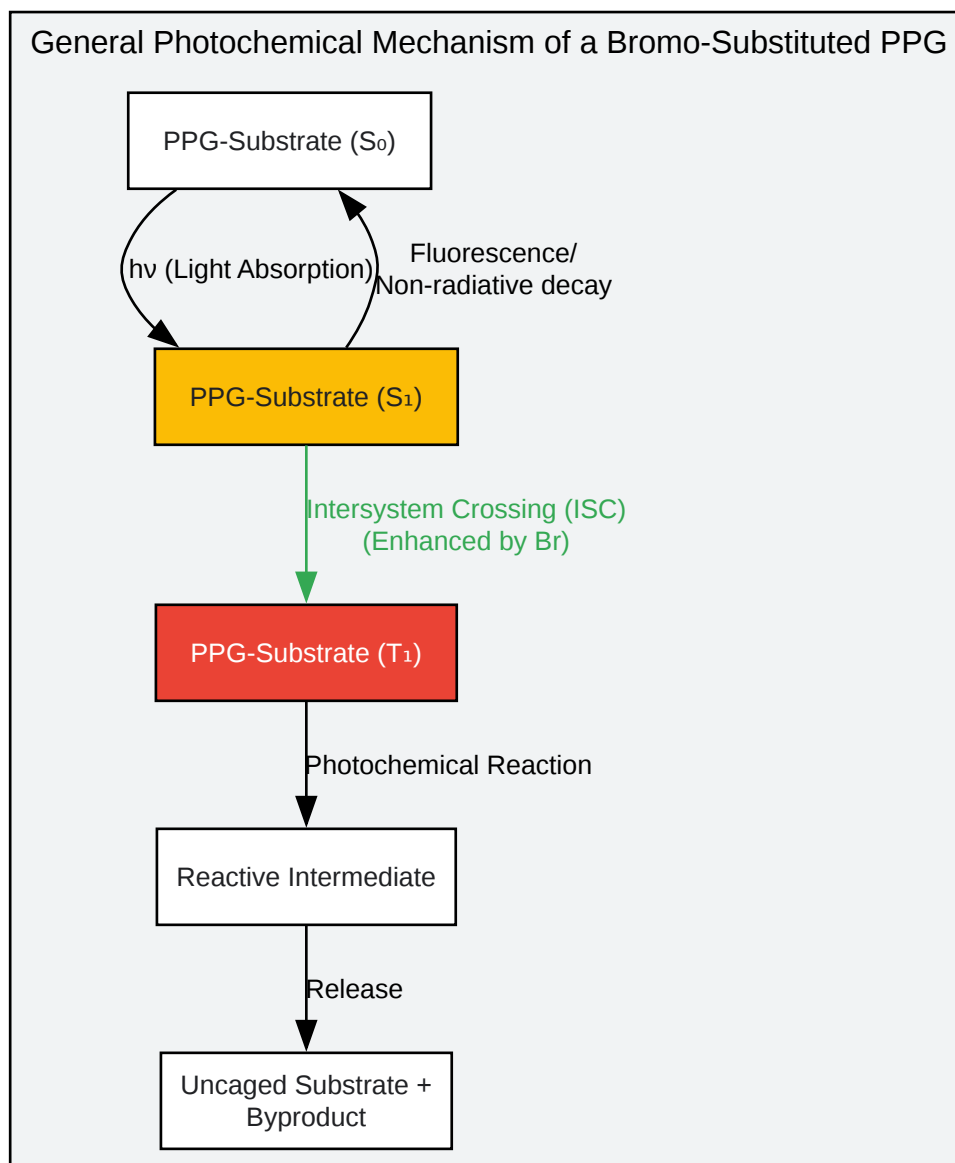 General Photochemical Mechanism of a Bromo-Substituted PPG
PPG-Substrate (S₀)
hν (Light Absorption)
Fluorescence/
Non-radiative decay
PPG-Substrate (S₁)
Intersystem Crossing (ISC)
(Enhanced by Br)
PPG-Substrate (T₁)
Photochemical Reaction
Reactive Intermediate
Release
Uncaged Substrate +
Byproduct